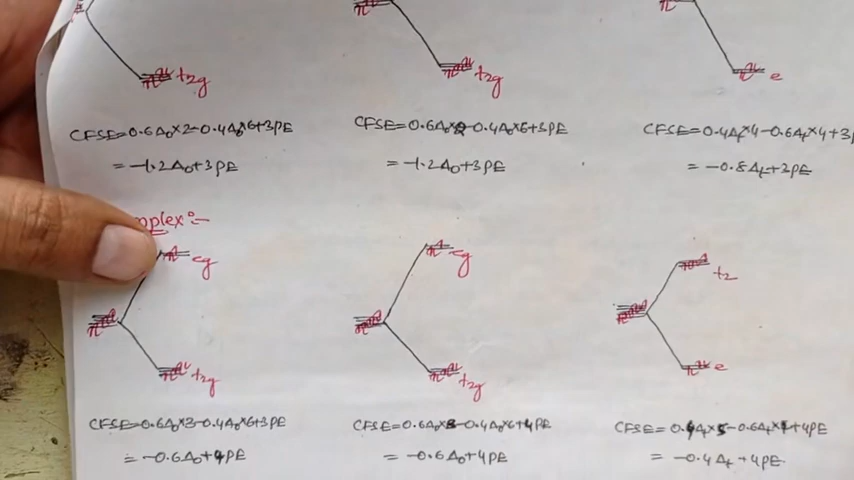 t2g
t2g
e
CFSE=0.6Δ₀×2-0.4Δ₀×6+3PE
= -1.2Δ₀+3PE
CFSE=0.6Δ₀×2-0.4Δ₀×6+3PE
= -1.2Δ₀+3PE
CFSE=0.4Δt×4-0.6Δt×4+3P
= -0.8Δt+3PE
mplex:-
eg
t2g
CFSE=0.6Δ₀×3-0.4Δ₀×6+3PE
= -0.6Δ₀+4PE
eg
t2g
CFSE=0.6Δ₀×3-0.4Δ₀×6+4PE
= -0.6Δ₀+4PE
t2
e
CFSE=0.4Δt×5-0.6Δt×4+4PE
= -0.4Δt+4PE